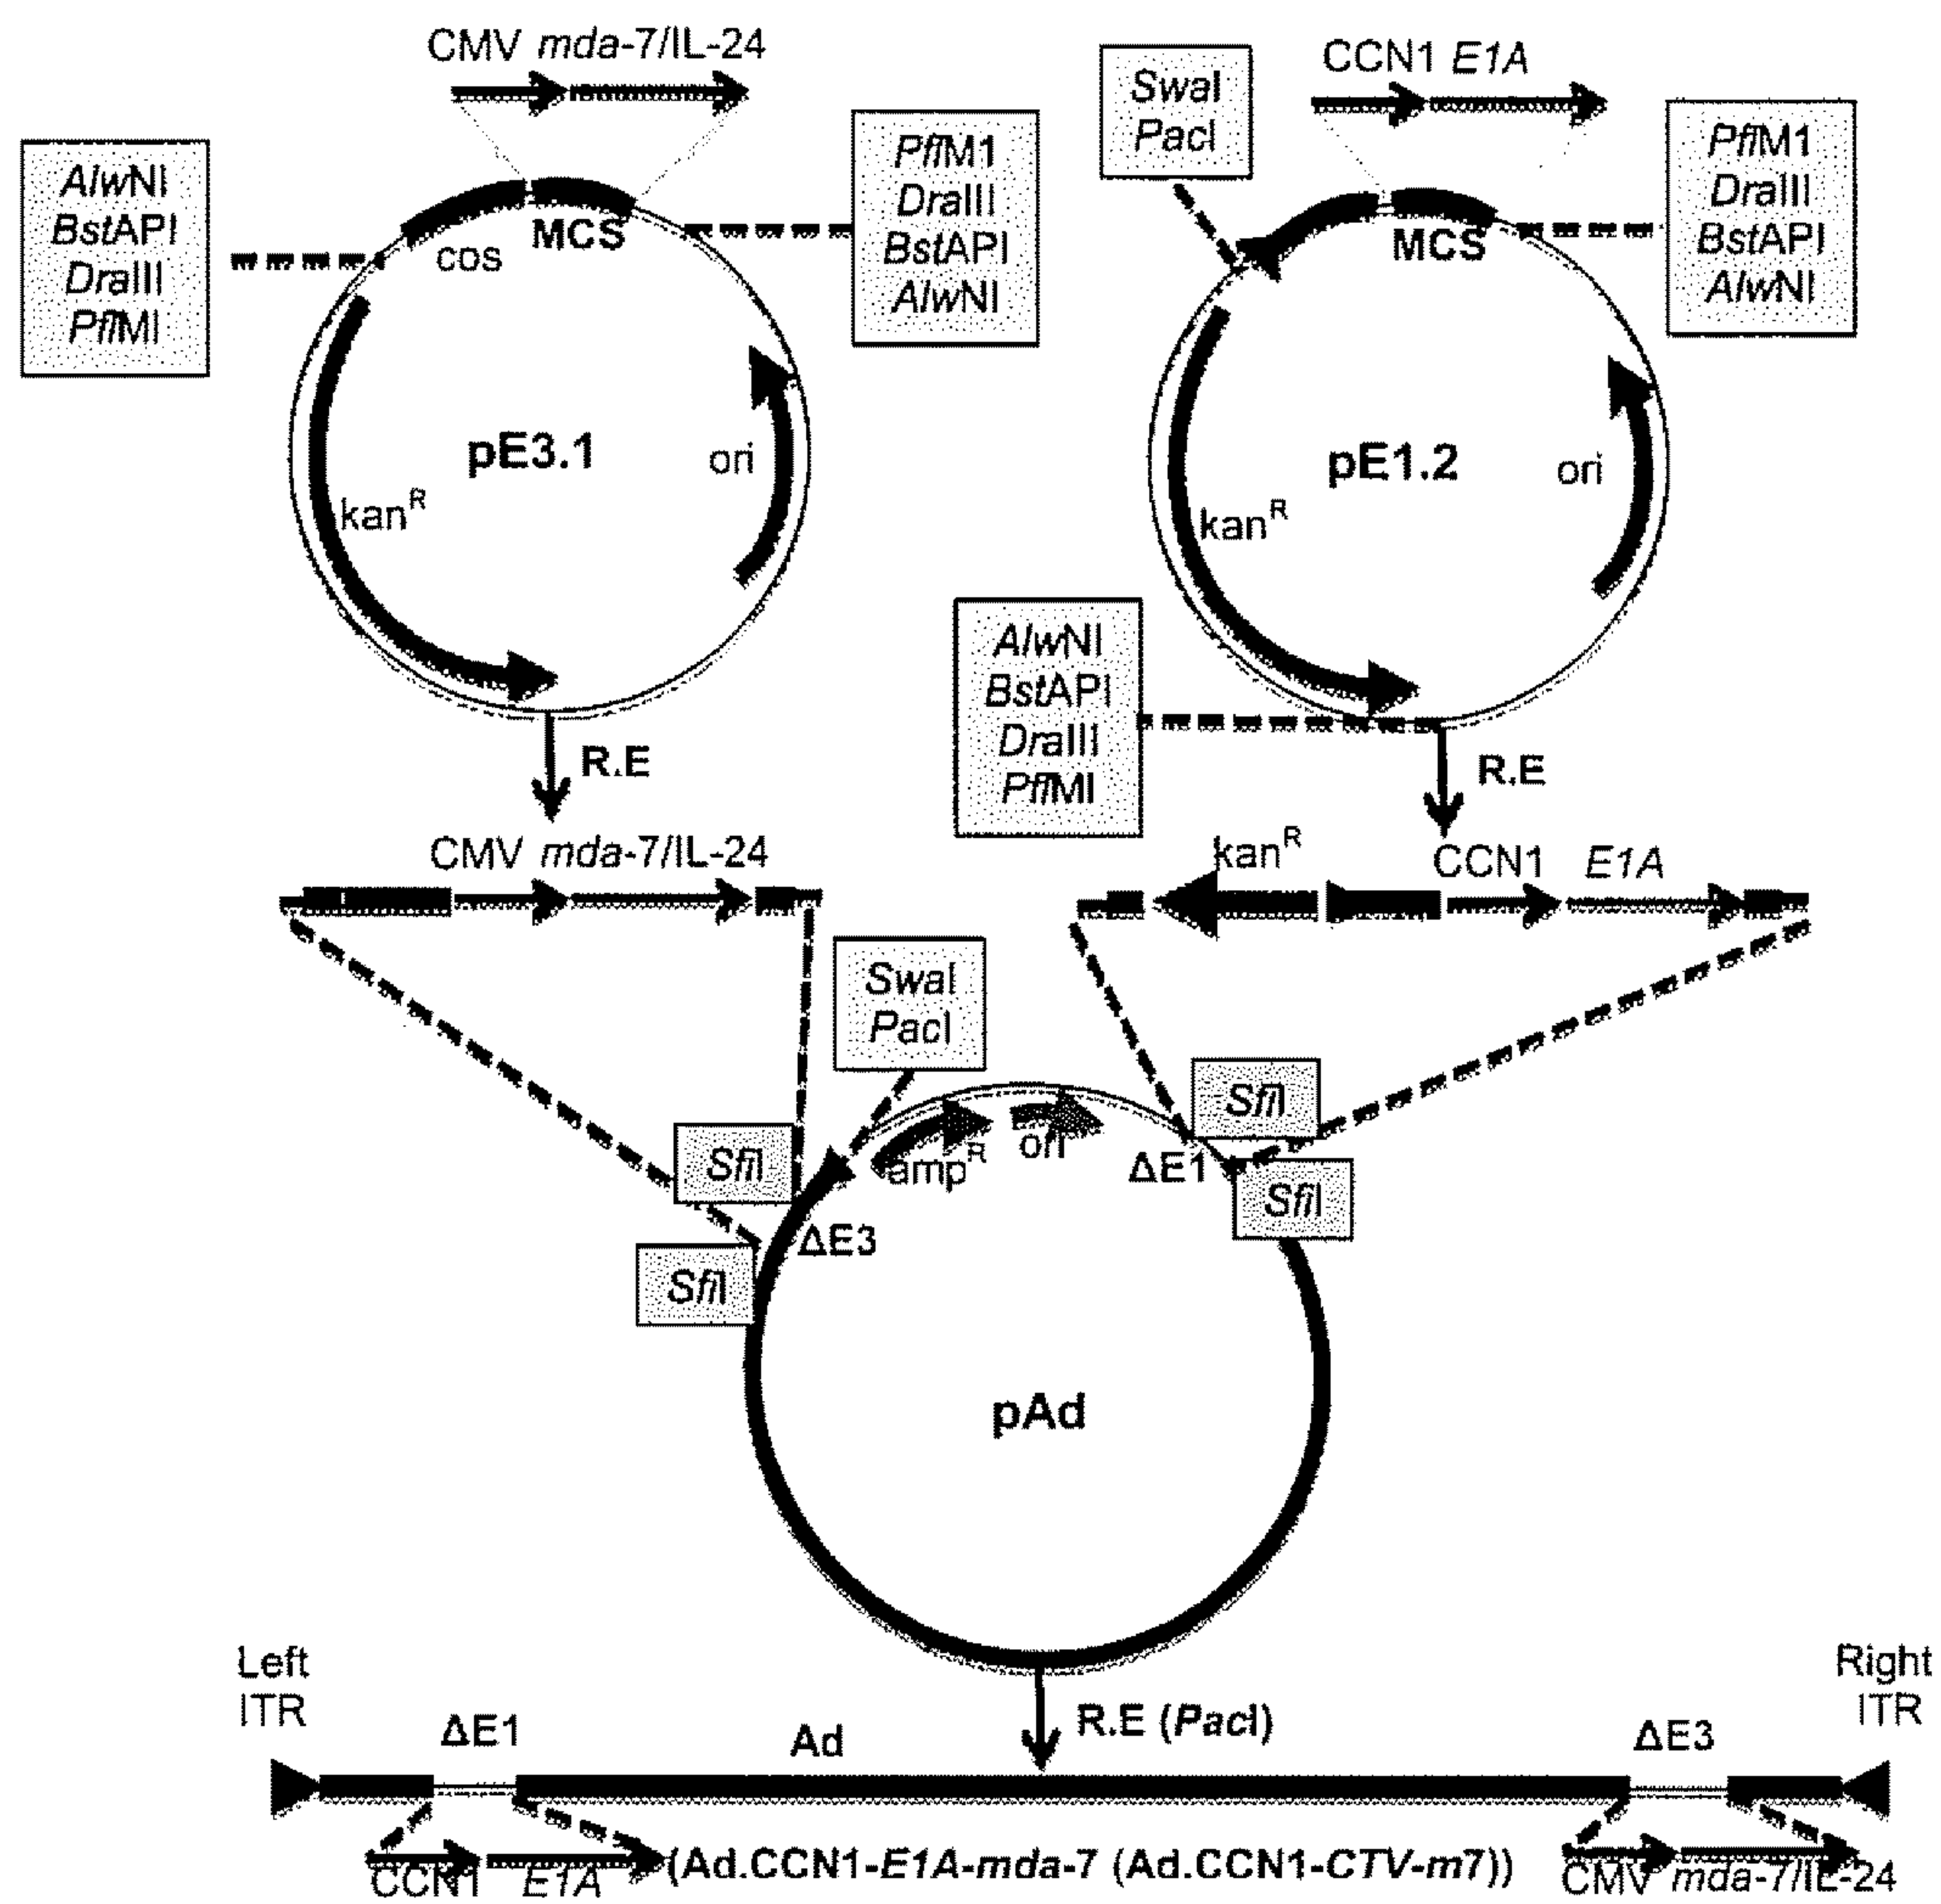 CMV mda-7/IL-24
CCN1 E1A
SwaI
PacI
AlwNI
BstAPI
DraIII
PflMI
PflM1
DraIII
BstAPI
AlwNI
PflM1
DraIII
BstAPI
AlwNI
cos
MCS
MCS
pE3.1
ori
kanR
pE1.2
ori
kanR
AlwNI
BstAPI
DraIII
PflMI
R.E
R.E
CMV mda-7/IL-24
kanR
CCN1 E1A
SwaI
PacI
SfiI
SfiI
ampR
ori
ΔE1
SfiI
SfiI
ΔE3
pAd
Left
ITR
Right
ITR
R.E (PacI)
ΔE1
Ad
ΔE3
CCN1 E1A
(Ad.CCN1-E1A-mda-7 (Ad.CCN1-CTV-m7))
CMV mda-7/IL-24